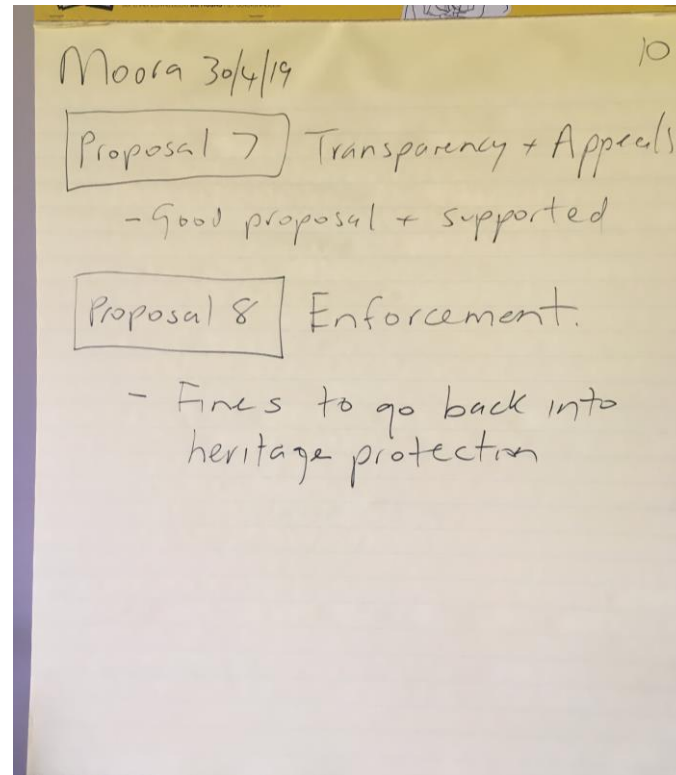 Moora 30/4/19 10
Proposal 7 Transparency + Appeals
- Good proposal + supported
Proposal 8 Enforcement.
- Fines to go back into
heritage protection